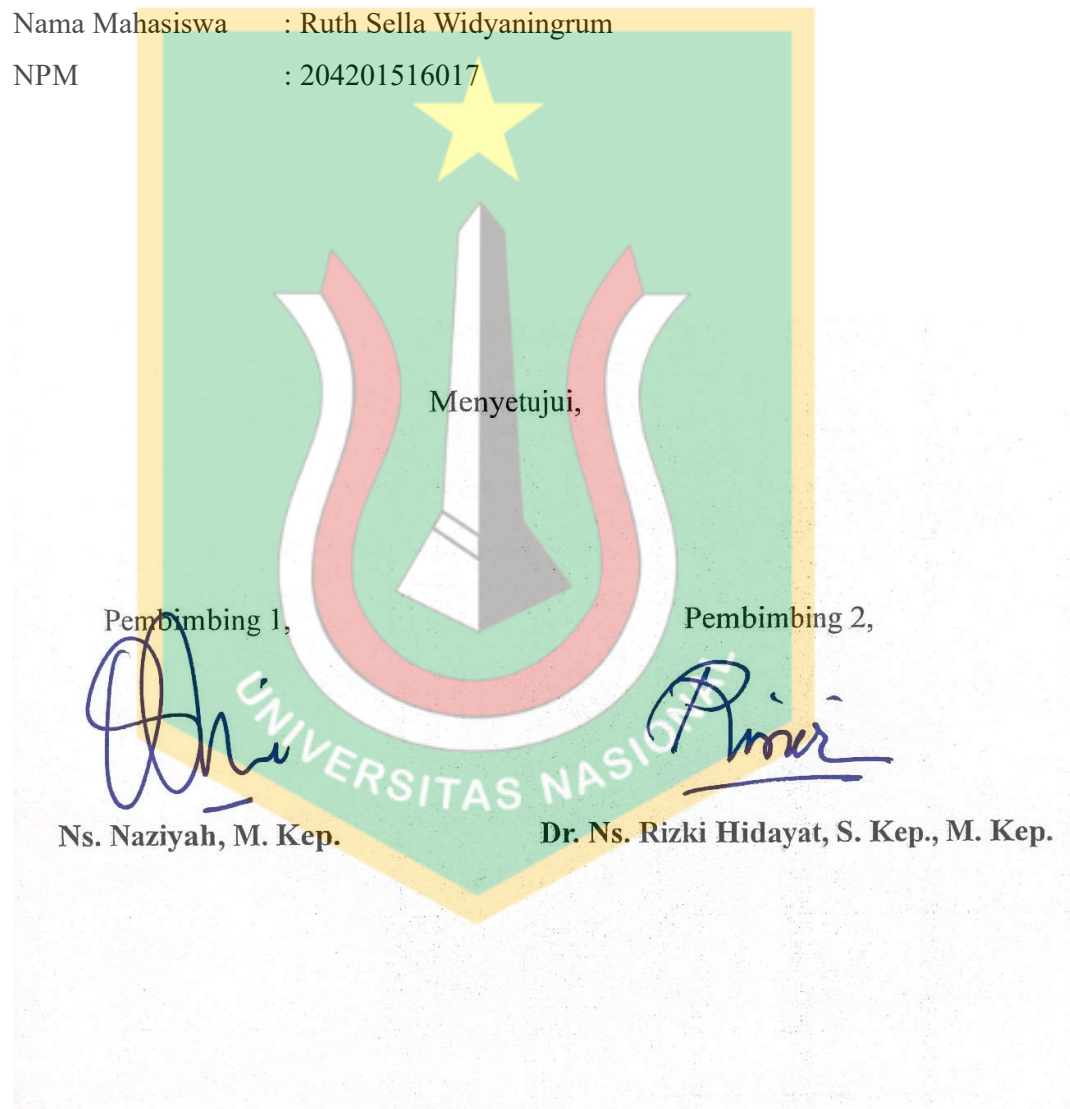 Nama Mahasiswa : Ruth Sella Widyaningrum
NPM : 204201516017
Menyetujui,
Pembimbing 1, Pembimbing 2,
UNIVERSITAS NASIONAL
Ns. Naziyah, M. Kep. Dr. Ns. Rizki Hidayat, S. Kep., M. Kep.